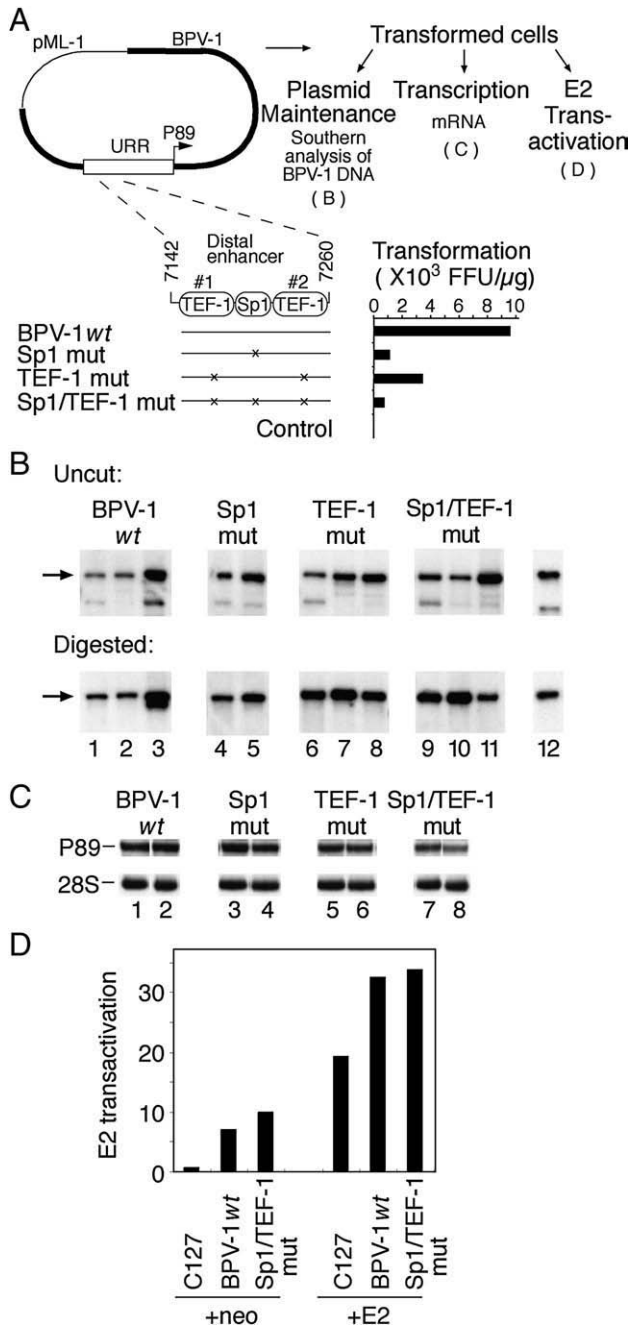 A
pML-1
BPV-1
P89
URR
Transformed cells
Plasmid
Maintenance
Southern
analysis of
BPV-1 DNA
( B )
Transcription
mRNA
( C )
E2
Trans-
activation
( D )
7142
Distal
enhancer
7260
#1
#2
TEF-1
Sp1
TEF-1
Transformation
( X10³ FFU/µg)
0 2 4 6 8 10
BPV-1wt
Sp1 mut
x
TEF-1 mut
x x
Sp1/TEF-1 mut
x x x
Control
B
Uncut:
BPV-1
wt
Sp1
mut
TEF-1
mut
Sp1/TEF-1
mut
Digested:
1 2 3 4 5 6 7 8 9 10 11 12
C
BPV-1
wt
Sp1
mut
TEF-1
mut
Sp1/TEF-1
mut
P89
28S
1 2 3 4 5 6 7 8
D
E2 transactivation
30
20
10
0
C127
BPV-1wt
Sp1/TEF-1
mut
C127
BPV-1wt
Sp1/TEF-1
mut
+neo
+E2